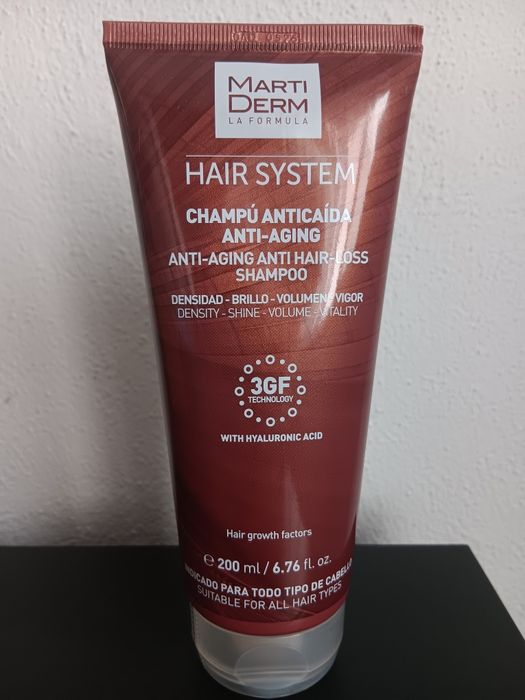 MARTI
DERM
LA FORMULA
HAIR SYSTEM
CHAMPÚ ANTICAÍDA
ANTI-AGING
ANTI-AGING ANTI HAIR-LOSS
SHAMPOO
DENSIDAD - BRILLO - VOLUMEN - VIGOR
DENSITY - SHINE - VOLUME - VITALITY
3GF
TECHNOLOGY
WITH HYALURONIC ACID
Hair growth factors
e 200 ml / 6.76 fl. oz.
INDICADO PARA TODO TIPO DE CABELLO
SUITABLE FOR ALL HAIR TYPES